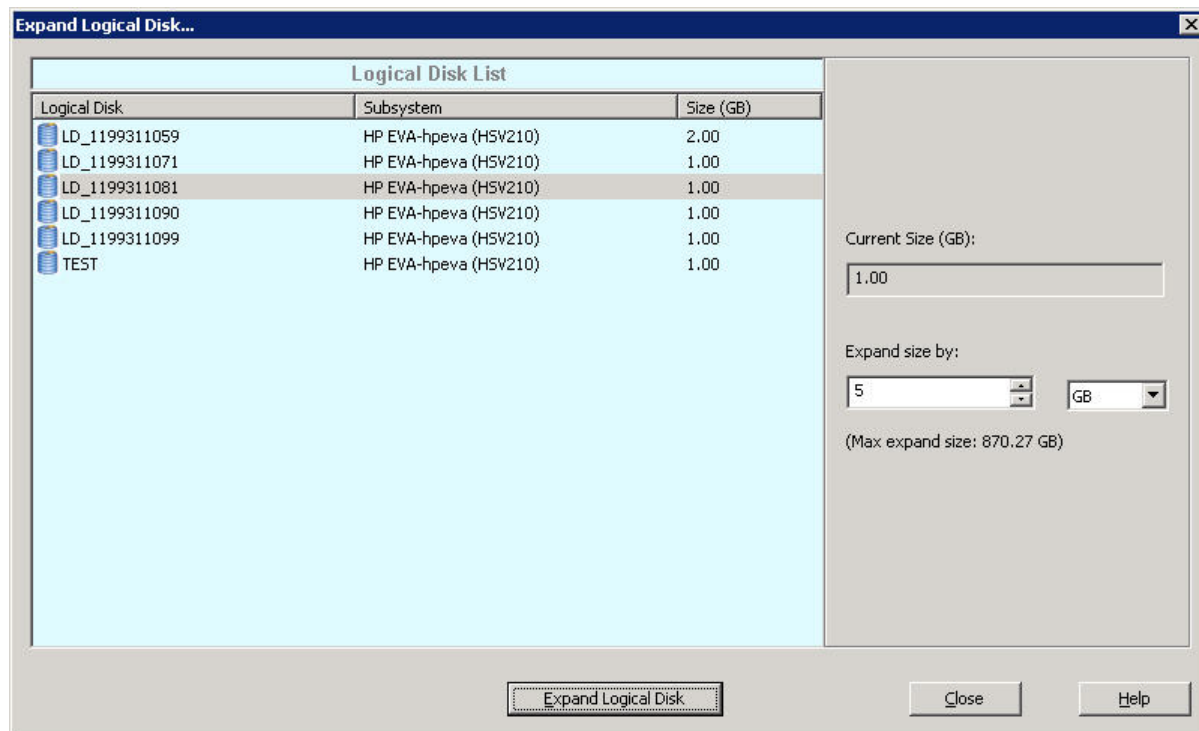 Expand Logical Disk...
Logical Disk List
Logical Disk Subsystem Size (GB)
LD_1199311059 HP EVA-hpeva (HSV210) 2.00
LD_1199311071 HP EVA-hpeva (HSV210) 1.00
LD_1199311081 HP EVA-hpeva (HSV210) 1.00
LD_1199311090 HP EVA-hpeva (HSV210) 1.00
LD_1199311099 HP EVA-hpeva (HSV210) 1.00
TEST HP EVA-hpeva (HSV210) 1.00
Current Size (GB):
1.00
Expand size by:
5 GB
(Max expand size: 870.27 GB)
Expand Logical Disk Close Help